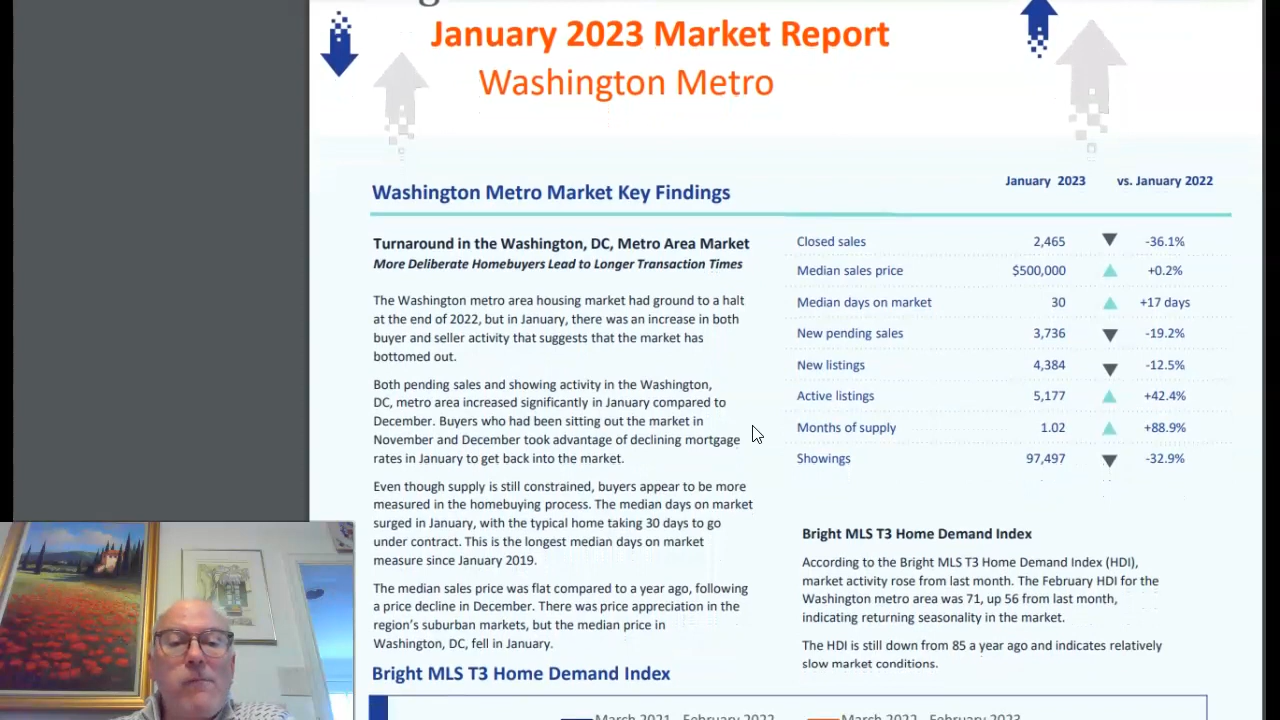 January 2023 Market Report
Washington Metro
Washington Metro Market Key Findings
January 2023 vs. January 2022
Turnaround in the Washington, DC, Metro Area Market
More Deliberate Homebuyers Lead to Longer Transaction Times
The Washington metro area housing market had ground to a halt
at the end of 2022, but in January, there was an increase in both
buyer and seller activity that suggests that the market has
bottomed out.
Both pending sales and showing activity in the Washington,
DC, metro area increased significantly in January compared to
December. Buyers who had been sitting out the market in
November and December took advantage of declining mortgage
rates in January to get back into the market.
Even though supply is still constrained, buyers appear to be more
measured in the homebuying process. The median days on market
surged in January, with the typical home taking 30 days to go
under contract. This is the longest median days on market
measure since January 2019.
The median sales price was flat compared to a year ago, following
a price decline in December. There was price appreciation in the
region's suburban markets, but the median price in
Washington, DC, fell in January.
Closed sales 2,465 -36.1%
Median sales price $500,000 +0.2%
Median days on market 30 +17 days
New pending sales 3,736 -19.2%
New listings 4,384 -12.5%
Active listings 5,177 +42.4%
Months of supply 1.02 +88.9%
Showings 97,497 -32.9%
Bright MLS T3 Home Demand Index
According to the Bright MLS T3 Home Demand Index (HDI),
market activity rose from last month. The February HDI for the
Washington metro area was 71, up 56 from last month,
indicating returning seasonality in the market.
The HDI is still down from 85 a year ago and indicates relatively
slow market conditions.
Bright MLS T3 Home Demand Index
March 2021 - February 2022 March 2022 - February 2023